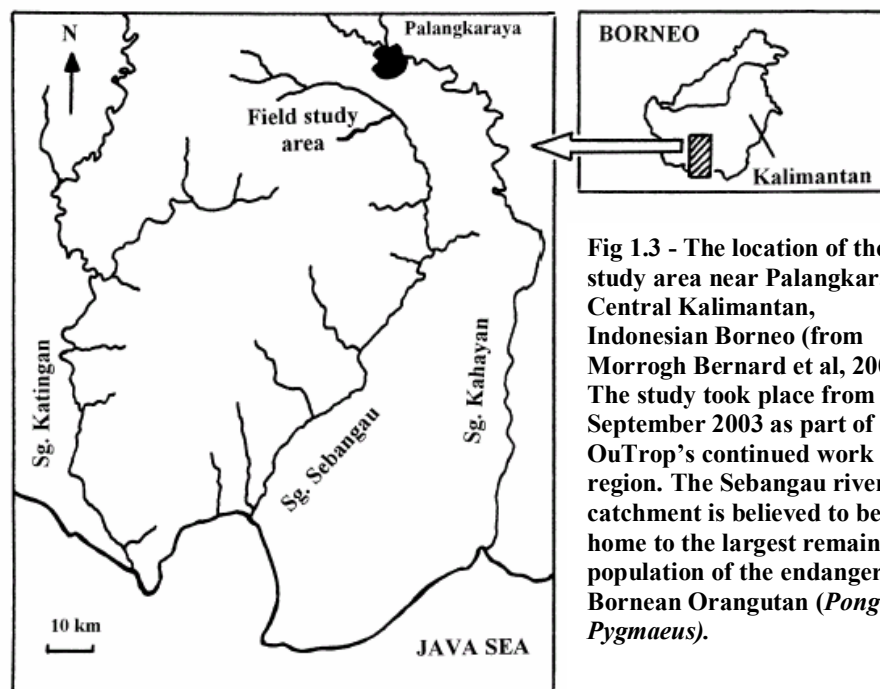 N
Palangkaraya
Field study
area
Sg. Katingan
Sg. Sebangau
Sg. Kahayan
10 km
JAVA SEA
BORNEO
Kalimantan
Fig 1.3 - The location of the
study area near Palangkar
Central Kalimantan,
Indonesian Borneo (from
Morrogh Bernard et al, 200
The study took place from
September 2003 as part of
OuTrop’s continued work
region. The Sebangau river
catchment is believed to be
home to the largest remain
population of the endanger
Bornean Orangutan (Pong
Pygmaeus).